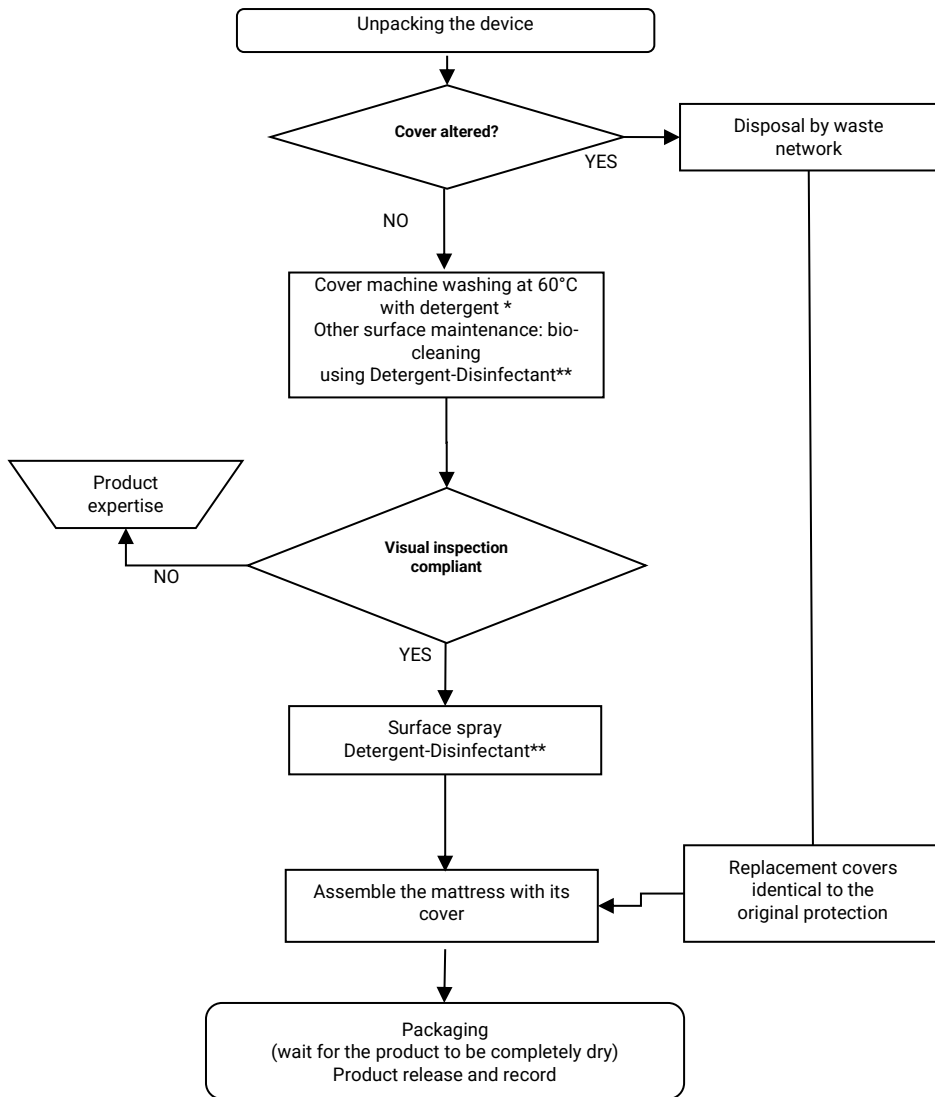 Unpacking the device
Cover altered?
YES
Disposal by waste
network
NO
Cover machine washing at 60°C
with detergent *
Other surface maintenance: bio-
cleaning
using Detergent-Disinfectant**
Product
expertise
NO
Visual inspection
compliant
YES
Surface spray
Detergent-Disinfectant**
Replacement covers
identical to the
original protection
Assemble the mattress with its
cover
Packaging
(wait for the product to be completely dry)
Product release and record